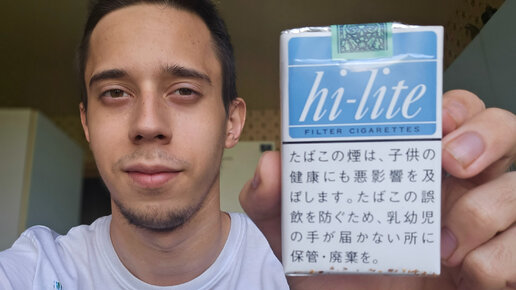 hi-lite
FILTER CIGARETTES
たばこの煙は、子供の
健康にも悪影響を及
ぼします。たばこの誤
飲を防ぐため、乳幼児
の手が届かない所に
保管・廃棄を。